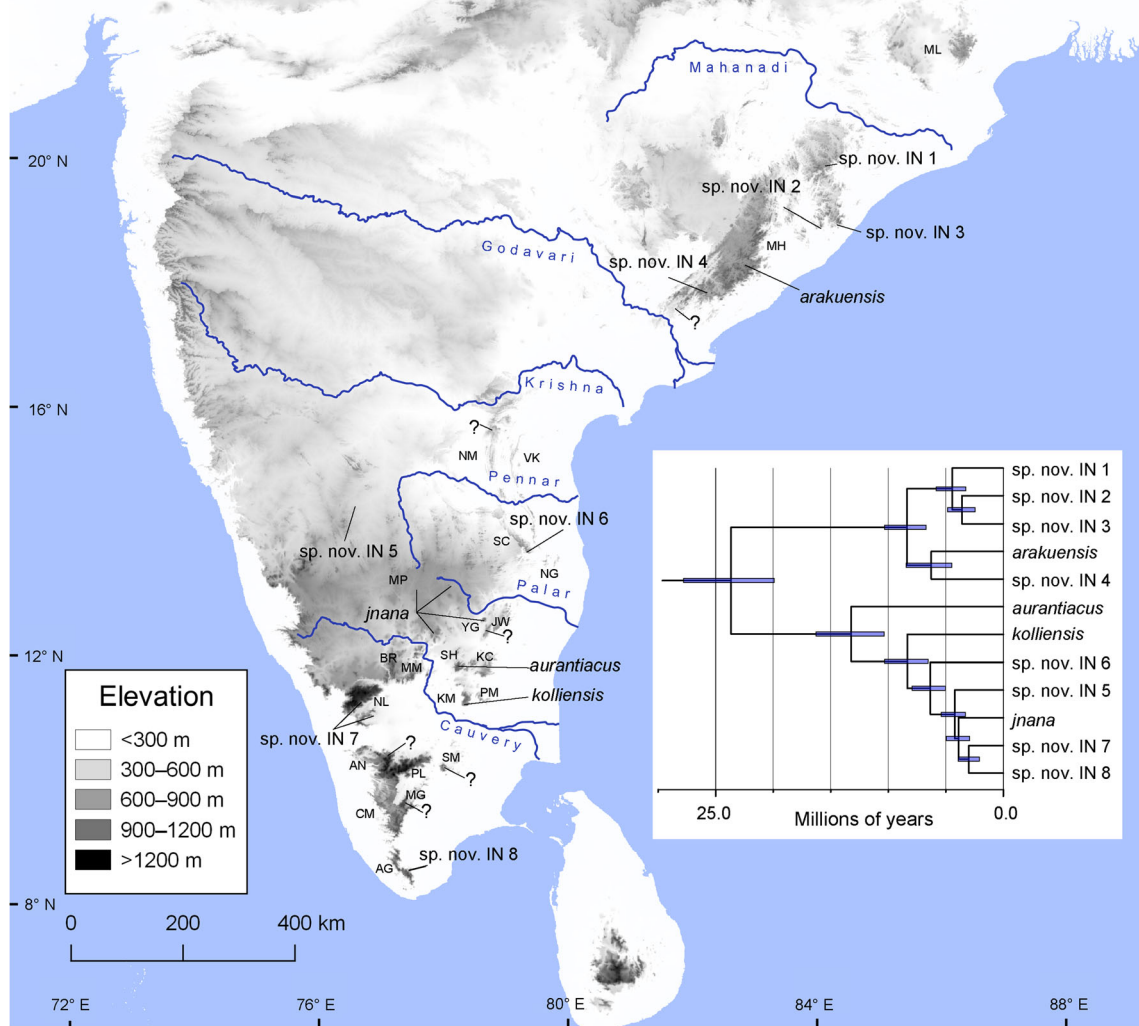 ML
Mahanadi
20° N
sp. nov. IN 1
sp. nov. IN 2
sp. nov. IN 3
MH
Godavari
sp. nov. IN 4
arakuensis
?
Krishna
16° N
?
NM
VK
Pennar
sp. nov. IN 6
SC
sp. nov. IN 5
MP
NG
Palar
jnana
YG
JW
?
12° N
BR
MM
SH
KC
aurantiacus
KM
PM
kolliensis
NL
sp. nov. IN 7
Cauvery
?
AN
PL
SM
?
MG
?
CM
sp. nov. IN 8
AG
8° N
Elevation
<300 m
300–600 m
600–900 m
900–1200 m
>1200 m
0
200
400 km
72° E
76° E
80° E
84° E
88° E
sp. nov. IN 1
sp. nov. IN 2
sp. nov. IN 3
arakuensis
sp. nov. IN 4
aurantiacus
kolliensis
sp. nov. IN 6
sp. nov. IN 5
jnana
sp. nov. IN 7
sp. nov. IN 8
25.0
Millions of years
0.0